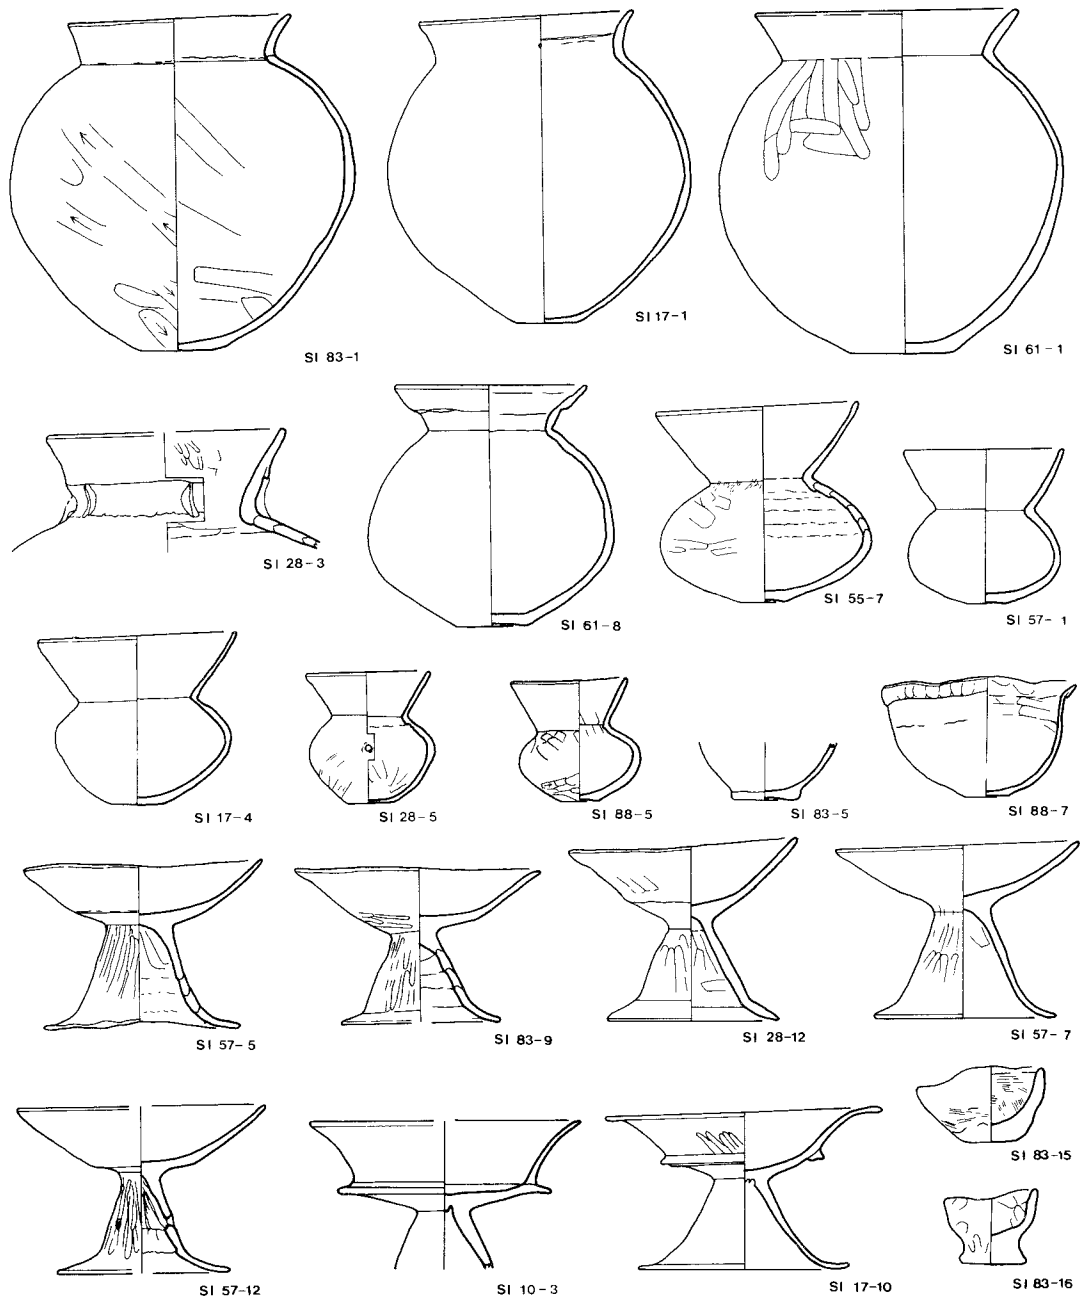 SI 83-1
SI 17-1
SI 61-1
SI 28-3
SI 61-8
SI 55-7
SI 57-1
SI 17-4
SI 28-5
SI 88-5
SI 83-5
SI 88-7
SI 57-5
SI 83-9
SI 28-12
SI 57-7
SI 83-15
SI 57-12
SI 10-3
SI 17-10
SI 83-16